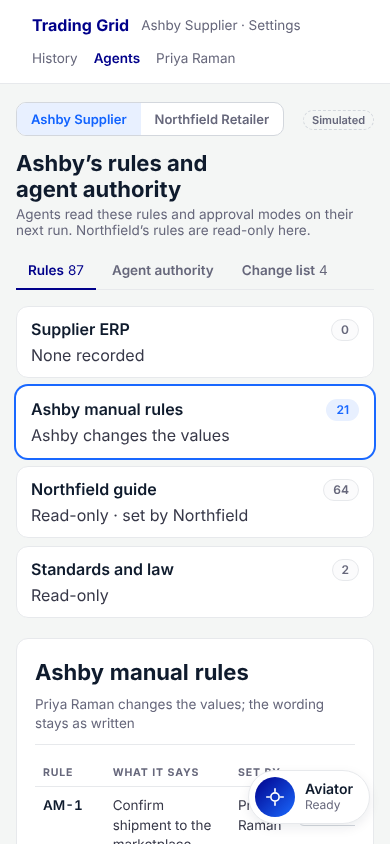 Trading Grid Ashby Supplier · Settings
History Agents Priya Raman
Ashby Supplier Northfield Retailer Simulated
Ashby’s rules and
agent authority
Agents read these rules and approval modes on their
next run. Northfield’s rules are read-only here.
Rules 87 Agent authority Change list 4
Supplier ERP 0
None recorded
Ashby manual rules 21
Ashby changes the values
Northfield guide 64
Read-only · set by Northfield
Standards and law 2
Read-only
Ashby manual rules
Priya Raman changes the values; the wording
stays as written
RULE WHAT IT SAYS SET
AM-1 Confirm
shipment to the Raman
Aviator
Ready